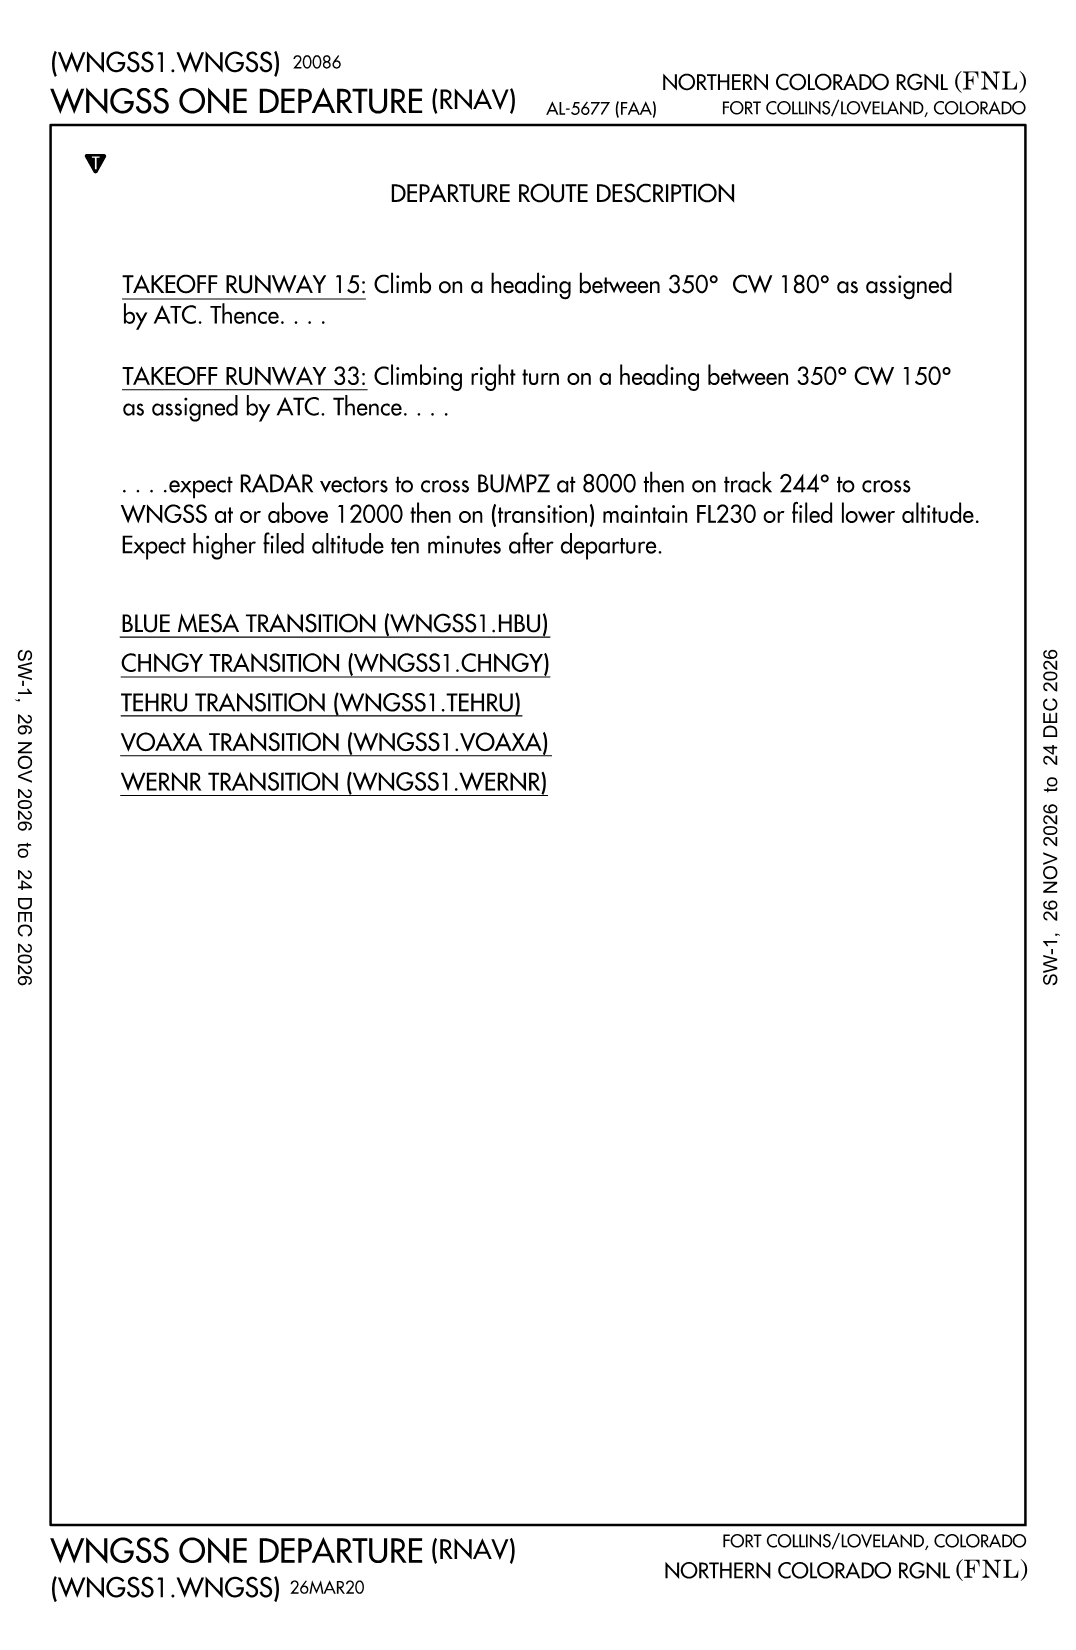 (WNGSS1.WNGSS) 20086
WNGSS ONE DEPARTURE (RNAV)
AL-5677 (FAA)
NORTHERN COLORADO RGNL (FNL)
FORT COLLINS/LOVELAND, COLORADO
T
DEPARTURE ROUTE DESCRIPTION
TAKEOFF RUNWAY 15: Climb on a heading between 350° CW 180° as assigned
by ATC. Thence. . . .
TAKEOFF RUNWAY 33: Climbing right turn on a heading between 350° CW 150°
as assigned by ATC. Thence. . . .
. . . .expect RADAR vectors to cross BUMPZ at 8000 then on track 244° to cross
WNGSS at or above 12000 then on (transition) maintain FL230 or filed lower altitude.
Expect higher filed altitude ten minutes after departure.
BLUE MESA TRANSITION (WNGSS1.HBU)
CHNGY TRANSITION (WNGSS1.CHNGY)
TEHRU TRANSITION (WNGSS1.TEHRU)
VOAXA TRANSITION (WNGSS1.VOAXA)
WERNR TRANSITION (WNGSS1.WERNR)
SW-1, 26 NOV 2026 to 24 DEC 2026
SW-1, 26 NOV 2026 to 24 DEC 2026
WNGSS ONE DEPARTURE (RNAV)
(WNGSS1.WNGSS) 26MAR20
FORT COLLINS/LOVELAND, COLORADO
NORTHERN COLORADO RGNL (FNL)